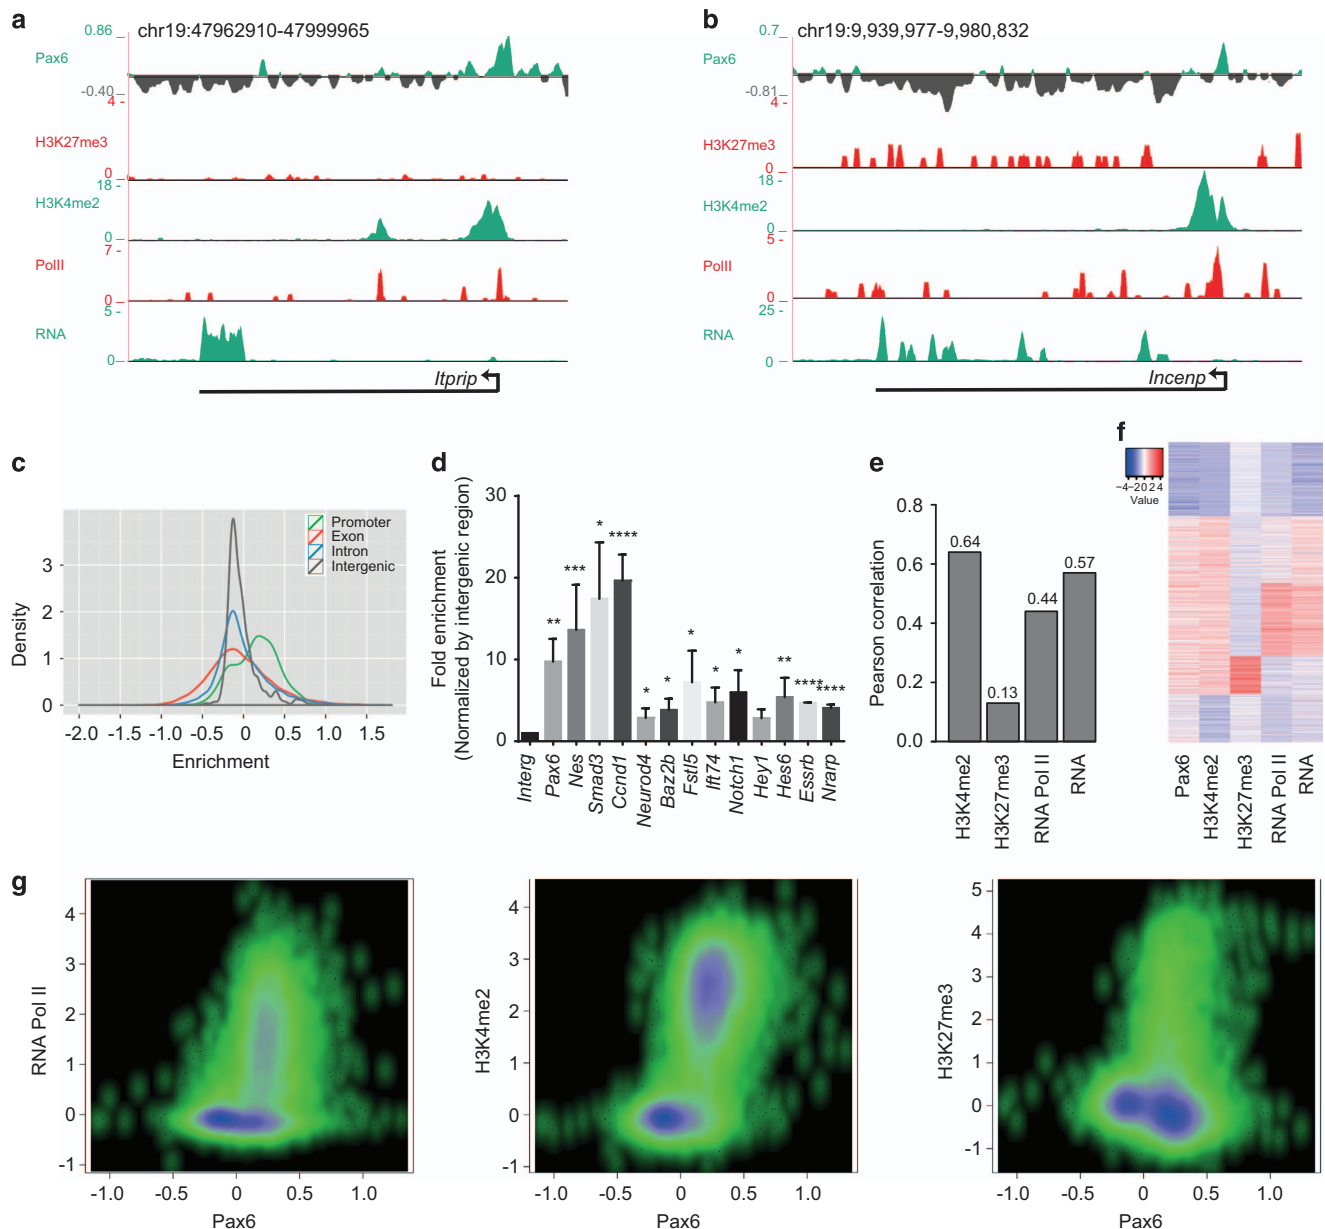 a
chr19:47962910-47999965
0.86
Pax6
-0.40
4
H3K27me3
0
18
H3K4me2
0
7
PolII
0
5
RNA
0
Itprip
b
chr19:9,939,977-9,980,832
0.7
Pax6
-0.81
4
H3K27me3
0
18
H3K4me2
0
5
PolII
0
25
RNA
0
Incenp
c
Density
3
2
1
0
-2.0 -1.5 -1.0 -0.5 0 0.5 1.0 1.5
Enrichment
Promoter
Exon
Intron
Intergenic
d
Fold enrichment
(Normalized by intergenic region)
30
20
10
0
** *** * **** * * * * * ** **** ****
Interg Pax6 Nes Smad3 Ccnd1 Neurod4 Baz2b Fstl5 Ift74 Notch1 Hey1 Hes6 Essrb Nrarp
e
Pearson correlation
0.8
0.6
0.4
0.2
0.0
0.64
0.13
0.44
0.57
H3K4me2 H3K27me3 RNA Pol II RNA
f
-4-20 2 4
Value
Pax6 H3K4me2 H3K27me3 RNA Pol II RNA
g
RNA Pol II
4
3
2
1
0
-1
-1.0 -0.5 0 0.5 1.0
Pax6
H3K4me2
4
3
2
1
0
-1
-1.0 -0.5 0 0.5 1.0
Pax6
H3K27me3
5
4
3
2
1
0
-1
-1.0 -0.5 0 0.5 1.0
Pax6